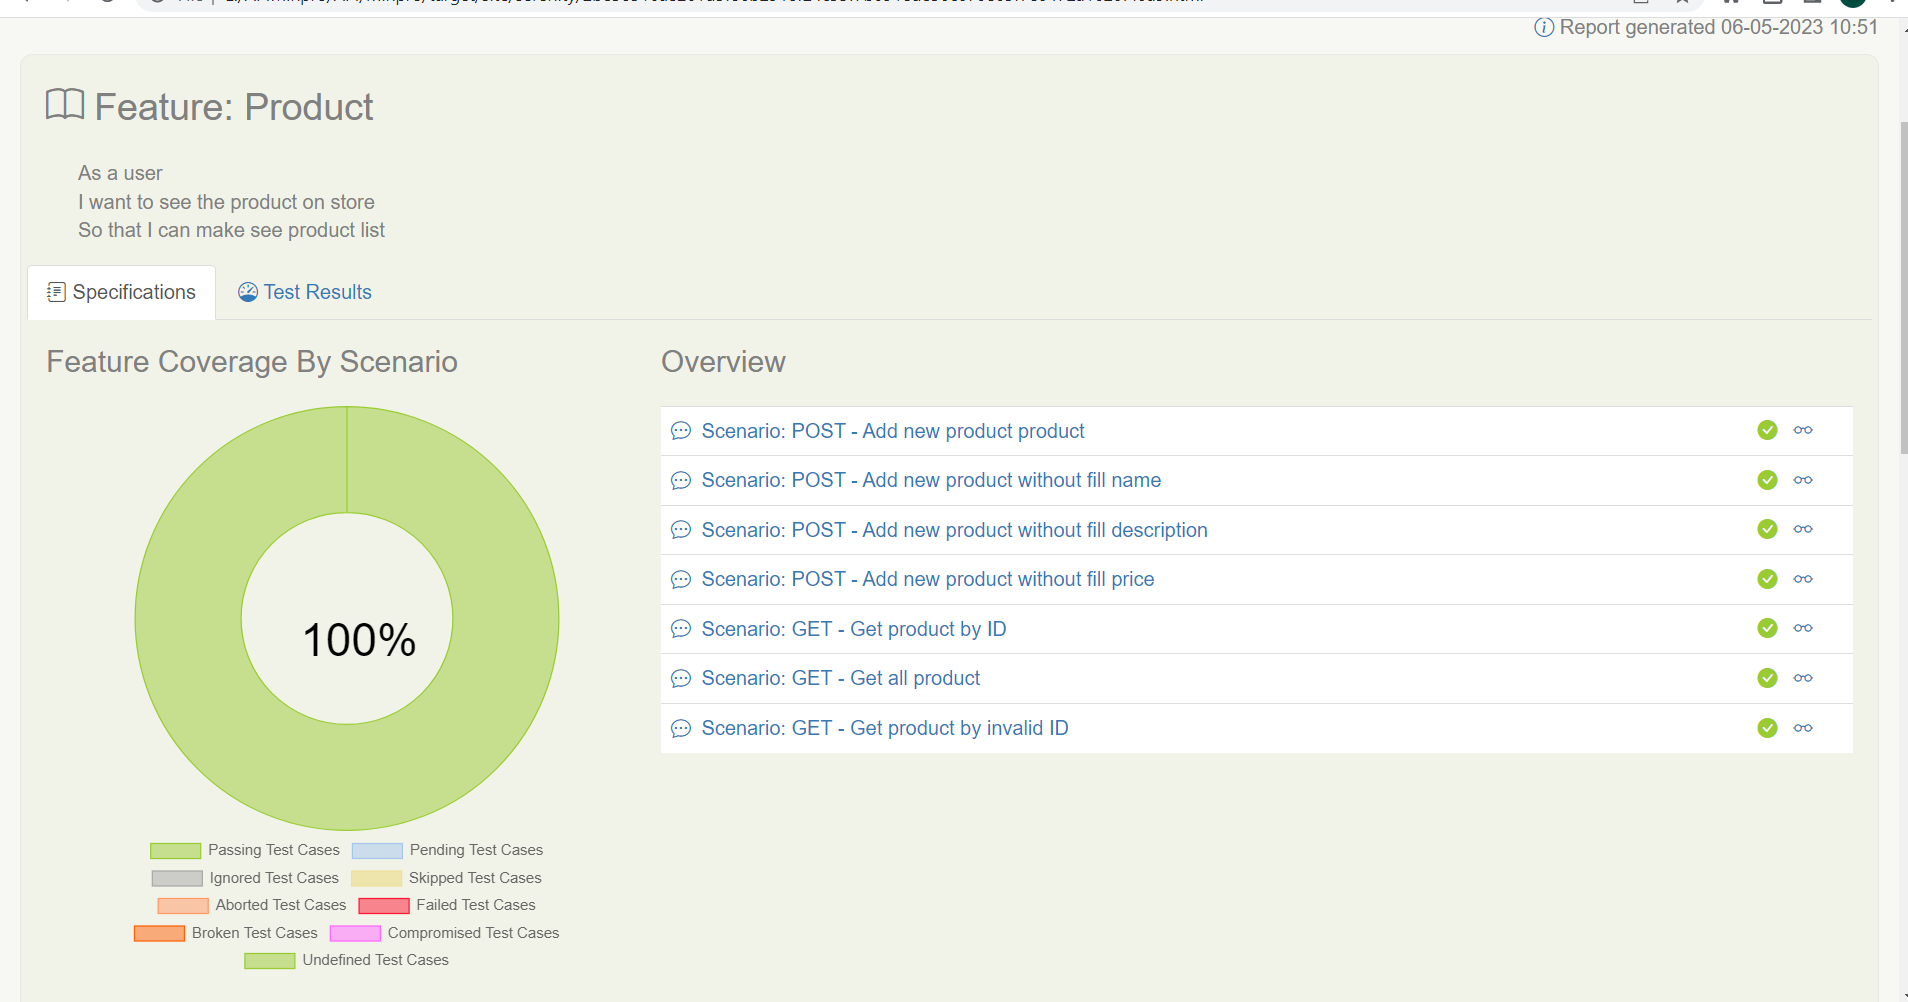 Report generated 06-05-2023 10:51
Feature: Product
As a user
I want to see the product on store
So that I can make see product list
Specifications
Test Results
Feature Coverage By Scenario
Overview
100%
Scenario: POST - Add new product product
Scenario: POST - Add new product without fill name
Scenario: POST - Add new product without fill description
Scenario: POST - Add new product without fill price
Scenario: GET - Get product by ID
Scenario: GET - Get all product
Scenario: GET - Get product by invalid ID
Passing Test Cases
Pending Test Cases
Ignored Test Cases
Skipped Test Cases
Aborted Test Cases
Failed Test Cases
Broken Test Cases
Compromised Test Cases
Undefined Test Cases